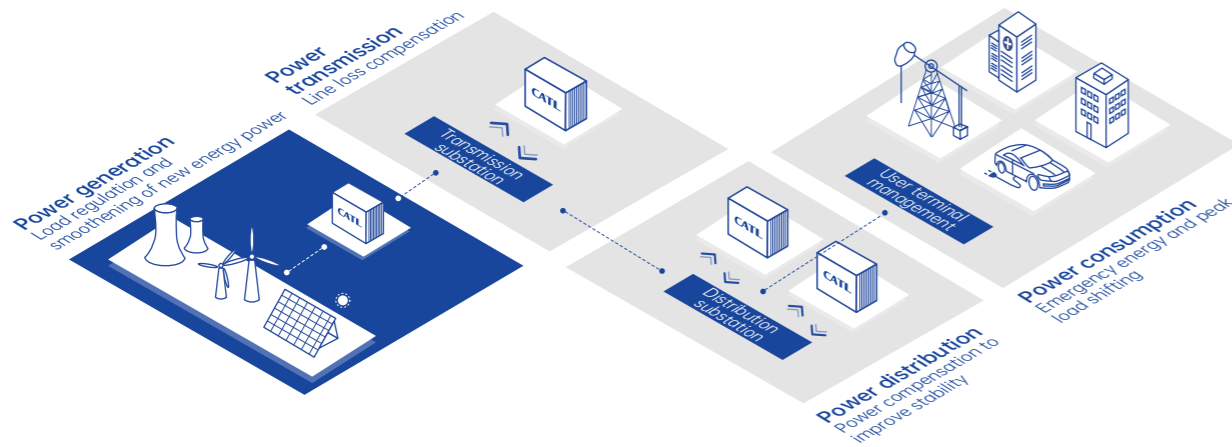 Power generation
Load regulation and
smoothening of new energy power
CATL
Power
transmission
Line loss compensation
CATL
Transmission
substation
CATL
CATL
Distribution
substation
Power distribution
Power compensation to
improve stability
User terminal
management
Power consumption
Emergency energy and peak
load shifting